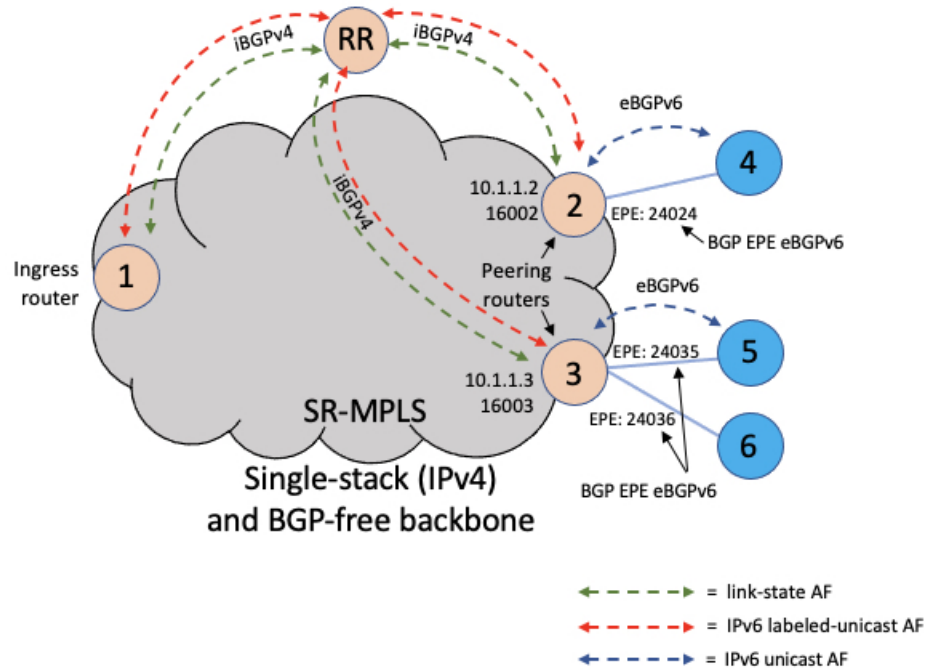 iBGPv4
RR
iBGPv4
eBGPv6
4
10.1.1.2
16002
2
EPE: 24024
BGP EPE eBGPv6
iBGPv4
Ingress
router
1
Peering
routers
eBGPv6
5
EPE: 24035
10.1.1.3
16003
3
EPE: 24036
6
SR-MPLS
BGP EPE eBGPv6
Single-stack (IPv4)
and BGP-free backbone
= link-state AF
= IPv6 labeled-unicast AF
= IPv6 unicast AF